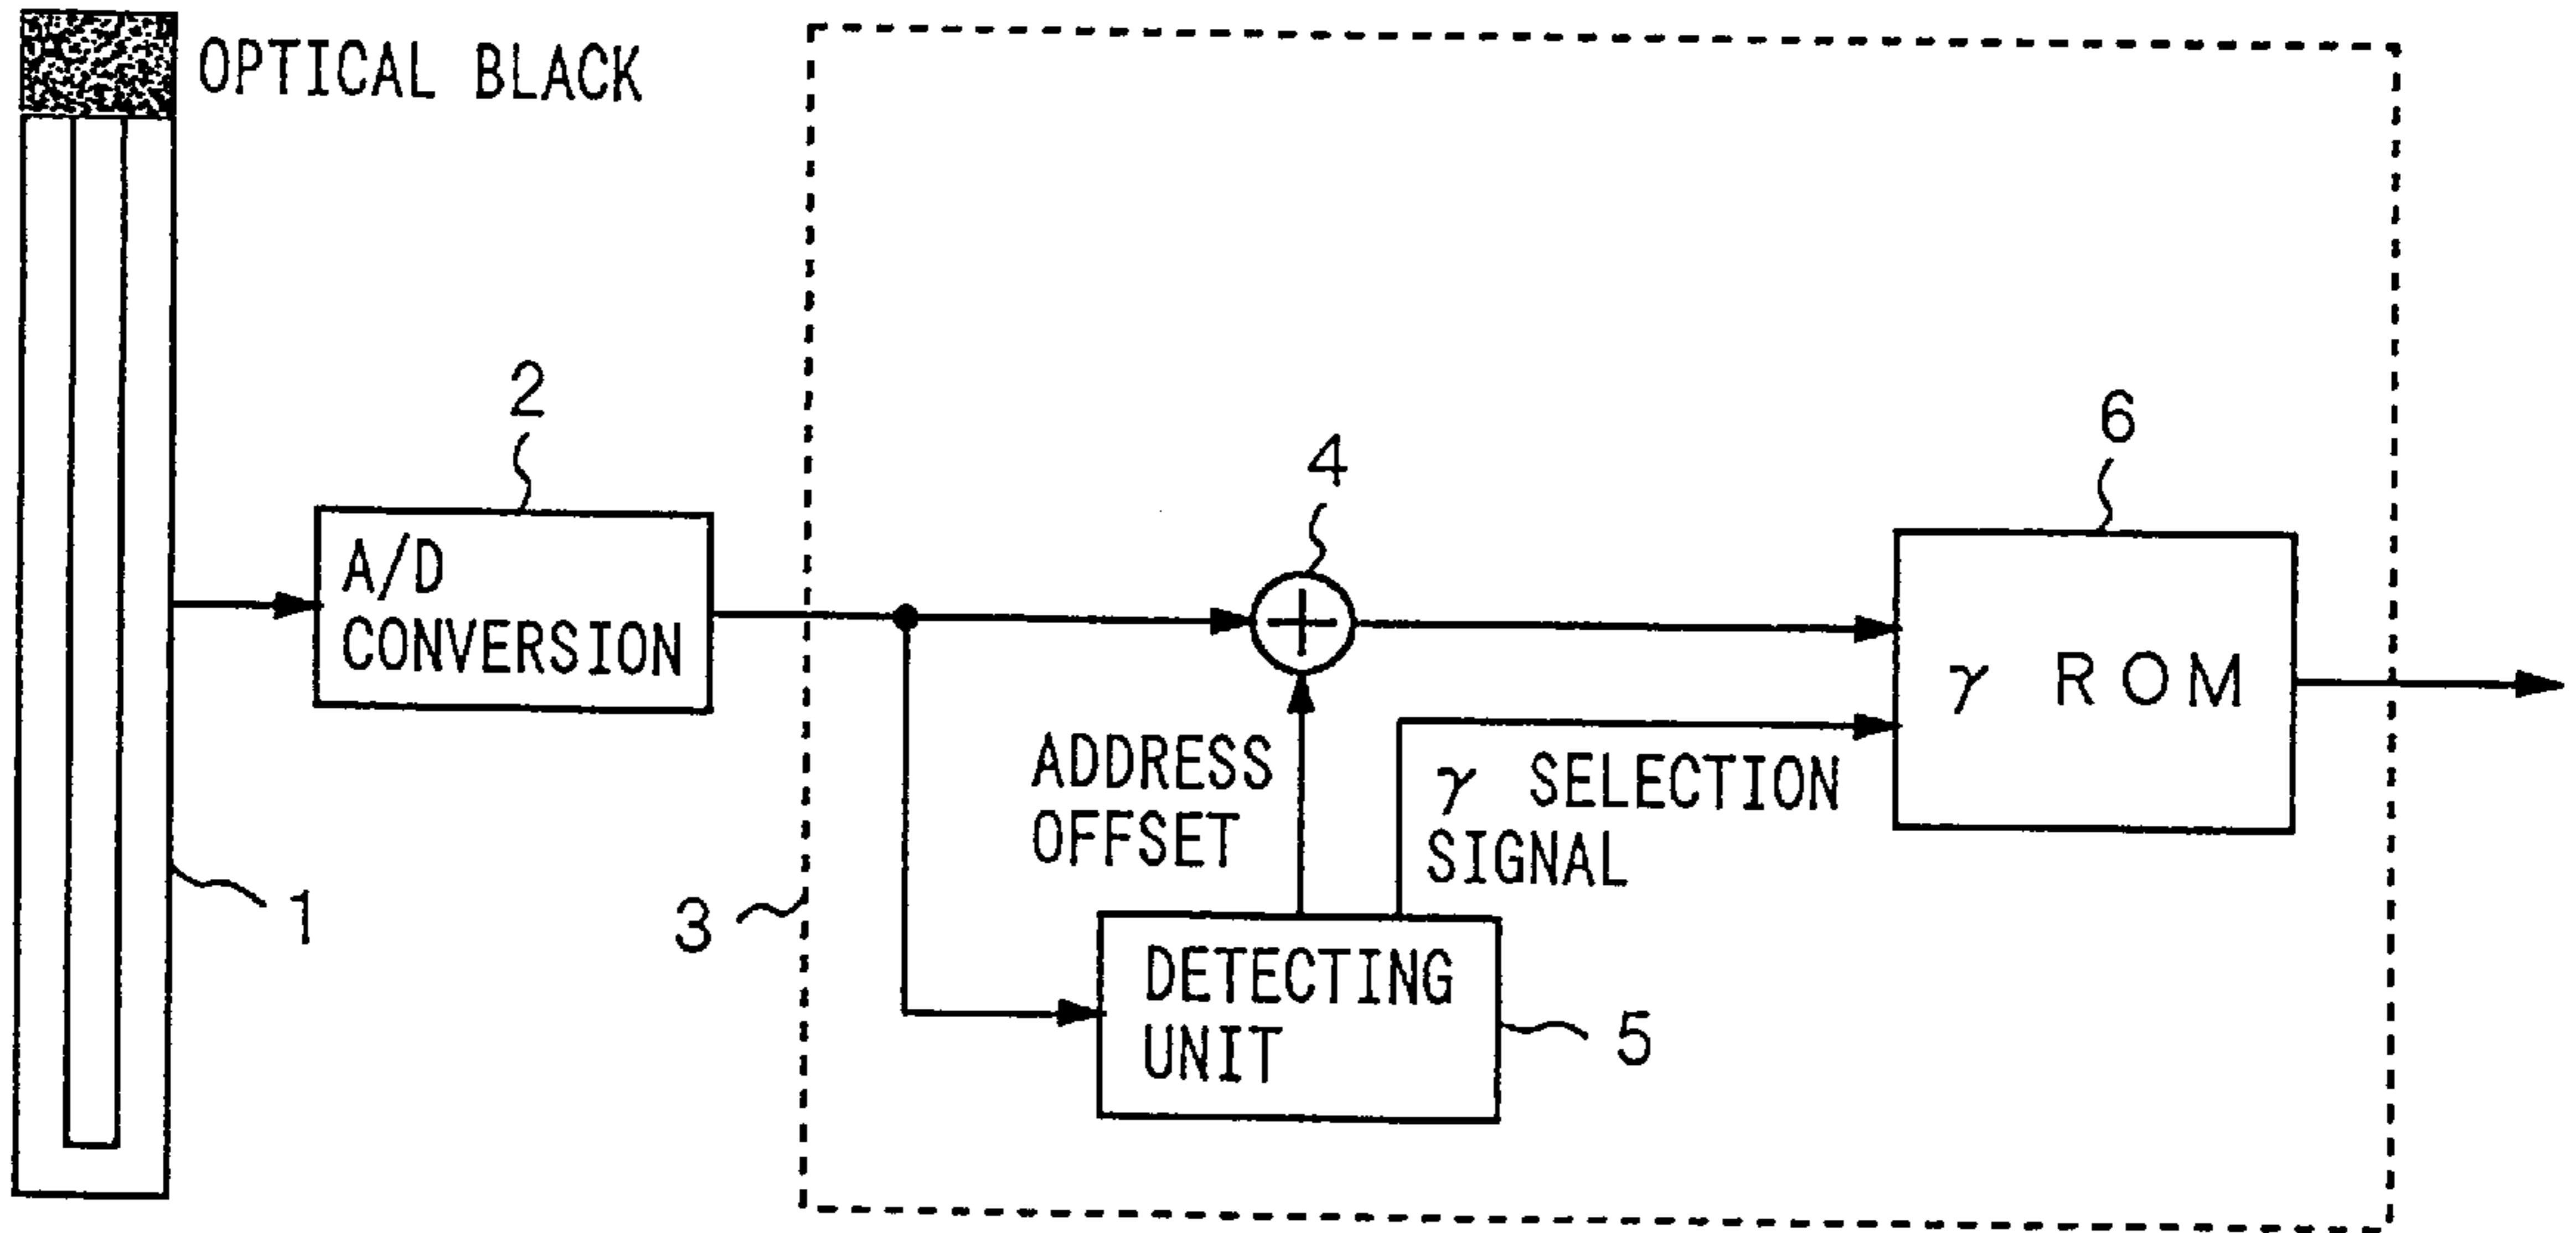 OPTICAL BLACK
2
A/D
CONVERSION
4
6
γ ROM
ADDRESS
OFFSET
γ SELECTION
SIGNAL
1
3
DETECTING
UNIT
5